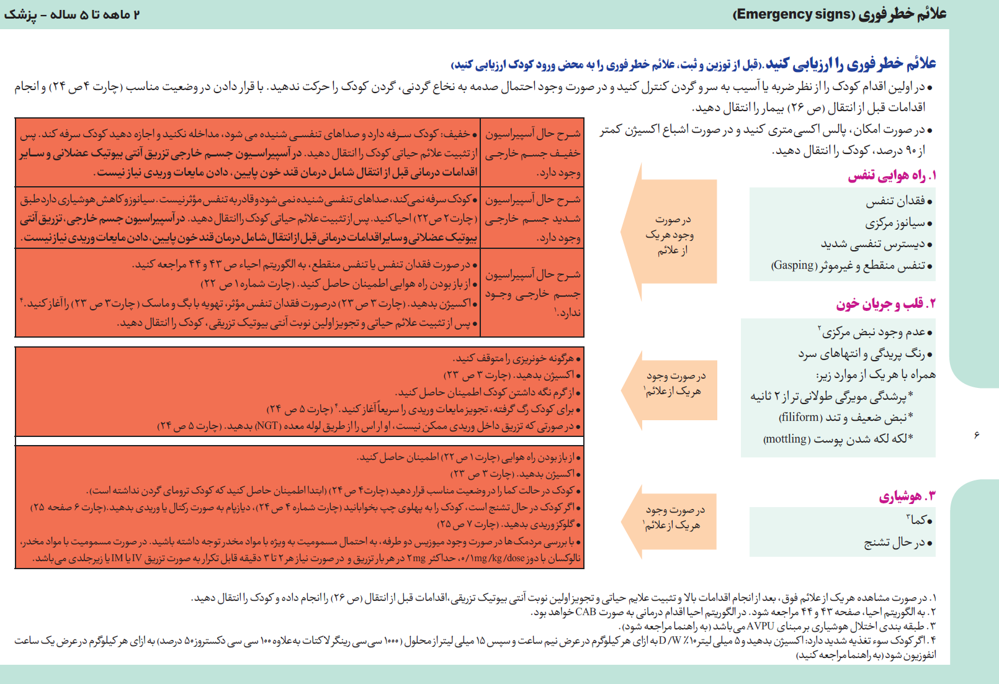 علائم خطر فوری (Emergency signs)
۲ ماهه تا ۵ ساله - پزشک
علائم خطر فوری را ارزیابی کنید.(قبل از توزین و ثبت، علائم خطر فوری را به محض ورود کودک ارزیابی کنید)
• در اولین اقدام کودک را از نظر ضربه یا آسیب به سر و گردن کنترل کنید و در صورت وجود احتمال صدمه به نخاع گردنی، گردن کودک را حرکت ندهید. با قرار دادن در وضعیت مناسب (چارت ۴ص ۲۴) و انجام
اقدامات قبل از انتقال (ص ۲۶) بیمار را انتقال دهید.
• در صورت امکان، پالس اکسی متری کنید و در صورت اشباع اکسیژن کمتر
از ۹۰ درصد، کودک را انتقال دهید.
۱. راه هوایی تنفس
• فقدان تنفس
• سیانوز مرکزی
• دیسترس تنفسی شدید
• تنفس منقطع و غیرموثر (Gasping)
در صورت
وجود هر یک
از علائم
شرح حال آسپیراسیون
خفیف جسم خارجی
وجود دارد.
• خفیف: کودک سرفه دارد و صداهای تنفسی شنیده می شود، مداخله نکنید و اجازه دهید کودک سرفه کند. پس
از تثبیت علائم حیاتی کودک را انتقال دهید. در آسپیراسیون جسم خارجی تزریق آنتی بیوتیک عضلانی و سایر
اقدامات درمانی قبل از انتقال شامل درمان قند خون پایین، دادن مایعات وریدی نیاز نیست.
شرح حال آسپیراسیون
شدید جسم خارجی
وجود دارد.
• کودک سرفه نمی‌کند، صداهای تنفسی شنیده نمی شود و قادر به تنفس مؤثر نیست. سیانوز و کاهش هوشیاری دارد طبق
(چارت۲ ص۲۲) احیا کنید. پس از تثبیت علائم حیاتی کودک را انتقال دهید. در آسپیراسیون جسم خارجی، تزریق آنتی
بیوتیک عضلانی و سایر اقدامات درمانی قبل از انتقال شامل درمان قند خون پایین، دادن مایعات وریدی نیاز نیست.
شرح حال آسپیراسیون
جسم خارجی وجود
ندارد.۱
• در صورت فقدان تنفس یا تنفس منقطع، به الگوریتم احیاء ص ۴۳ و ۴۴ مراجعه کنید.
• از باز بودن راه هوایی اطمینان حاصل کنید. (چارت شماره ۱ ص ۲۲)
• اکسیژن بدهید. (چارت ۳ ص ۲۳) درصورت فقدان تنفس مؤثر، تهویه با بگ و ماسک (چارت۳ ص ۲۳) را آغاز کنید.۴
• پس از تثبیت علائم حیاتی و تجویز اولین نوبت آنتی بیوتیک تزریقی، کودک را انتقال دهید.
۲. قلب و جریان خون
• عدم وجود نبض مرکزی۲
• رنگ پریدگی و انتهاهای سرد
همراه با هر یک از موارد زیر:
*پرشدگی مویرگی طولانی تر از ۲ ثانیه
*نبض ضعیف و تند (filiform)
*لکه لکه شدن پوست (mottling)
در صورت وجود
هر یک از علائم۱
• هرگونه خونریزی را متوقف کنید.
• اکسیژن بدهید. (چارت ۳ ص ۲۳)
• از گرم نگه داشتن کودک اطمینان حاصل کنید.
• برای کودک رگ گرفته، تجویز مایعات وریدی را سریعاً آغاز کنید.۴ (چارت ۵ ص ۲۴)
• در صورتی که تزریق داخل وریدی ممکن نیست، او ار اس را از طریق لوله معده (NGT) بدهید. (چارت ۵ ص ۲۴)
۳. هوشیاری
• کما۳
• در حال تشنج
در صورت وجود
هر یک از علائم۱
• از باز بودن راه هوایی (چارت۱ ص ۲۲) اطمینان حاصل کنید.
• اکسیژن بدهید. (چارت ۳ ص ۲۳)
• کودک در حالت کما را در وضعیت مناسب قرار دهید (چارت۴ ص ۲۴) (ابتدا اطمینان حاصل کنید که کودک ترومای گردن نداشته است).
• اگر کودک در حال تشنج است، کودک را به پهلوی چپ بخوابانید (چارت شماره ۴ ص ۲۴)، دیازپام به صورت رکتال یا وریدی بدهید.(چارت ۶ صفحه ۲۵)
• گلوکز وریدی بدهید. (چارت ۷ ص ۲۵)
• با بررسی مردمک ها در صورت وجود میوزیس دو طرفه، به احتمال مسمومیت به ویژه با مواد مخدر توجه داشته باشید. در صورت مسمومیت با مواد مخدر،
نالوکسان با دوز ۰/۱mg/kg/dose، حداکثر ۲mg در هر بار تزریق و در صورت نیاز هر ۲ تا ۳ دقیقه قابل تکرار به صورت تزریق IV یا IM یا زیرجلدی می‌باشد.
۶
۱. در صورت مشاهده هر یک از علائم فوق، بعد از انجام اقدامات بالا و تثبیت علایم حیاتی و تجویز اولین نوبت آنتی بیوتیک تزریقی،اقدامات قبل از انتقال (ص ۲۶) را انجام داده و کودک را انتقال دهید.
۲. به الگوریتم احیا، صفحه ۴۳ و ۴۴ مراجعه شود. در الگوریتم احیا اقدام درمانی به صورت CAB خواهد بود.
۳. طبقه بندی اختلال هوشیاری بر مبنای AVPU می‌باشد (به راهنما مراجعه شود).
۴. اگر کودک سوء تغذیه شدید دارد: اکسیژن بدهید و ۵ میلی لیتر ۱۰٪ D/W به ازای هر کیلوگرم در عرض نیم ساعت و سپس ۱۵ میلی لیتر از محلول (۱۰۰۰ سی‌سی رینگر لاکتات به‌علاوه ۱۰۰ سی سی دکستروز ۵۰ درصد) به ازای هر کیلوگرم در عرض یک ساعت
انفوزیون شود (به راهنما مراجعه کنید)